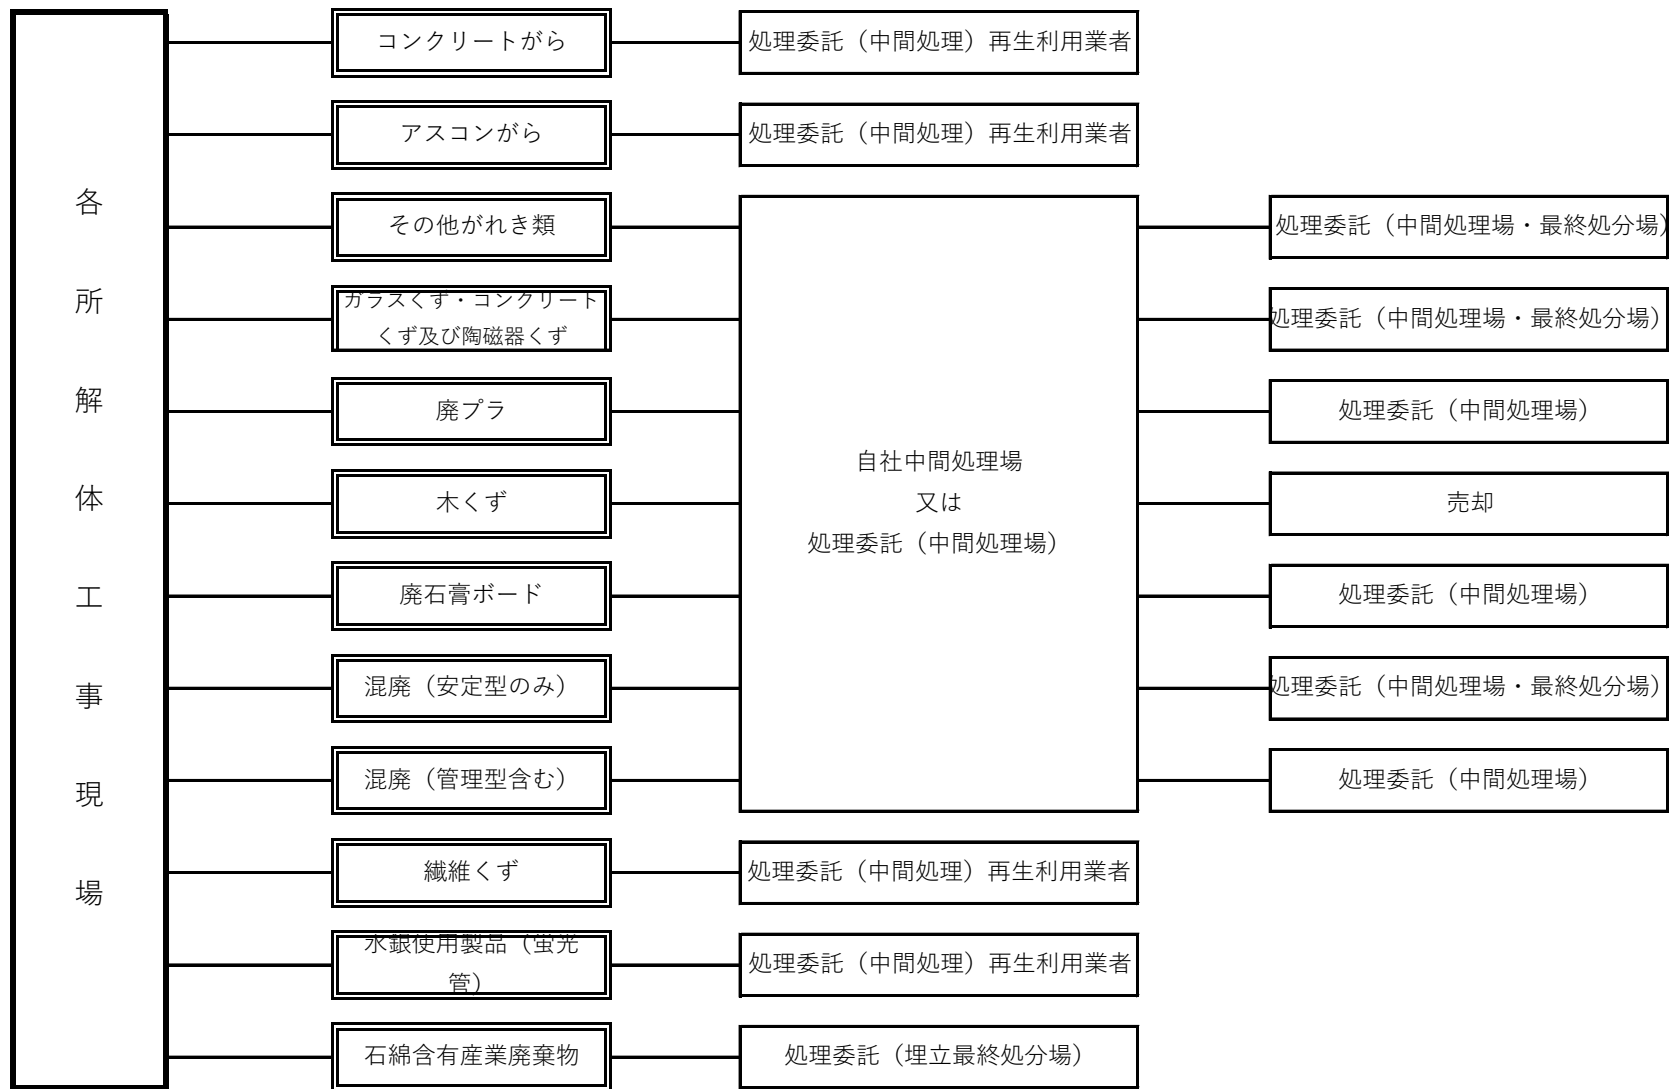 各所解体工事現場
コンクリートがら
処理委託（中間処理）再生利用業者
アスコンがら
処理委託（中間処理）再生利用業者
その他がれき類
処理委託（中間処理場・最終処分場）
ガラスくず・コンクリート
くず及び陶磁器くず
処理委託（中間処理場・最終処分場）
廃プラ
処理委託（中間処理場）
自社中間処理場
又は
処理委託（中間処理場）
木くず
売却
廃石膏ボード
処理委託（中間処理場）
混廃（安定型のみ）
処理委託（中間処理場・最終処分場）
混廃（管理型含む）
処理委託（中間処理場）
繊維くず
処理委託（中間処理）再生利用業者
水銀使用製品（蛍光
管）
処理委託（中間処理）再生利用業者
石綿含有産業廃棄物
処理委託（埋立最終処分場）